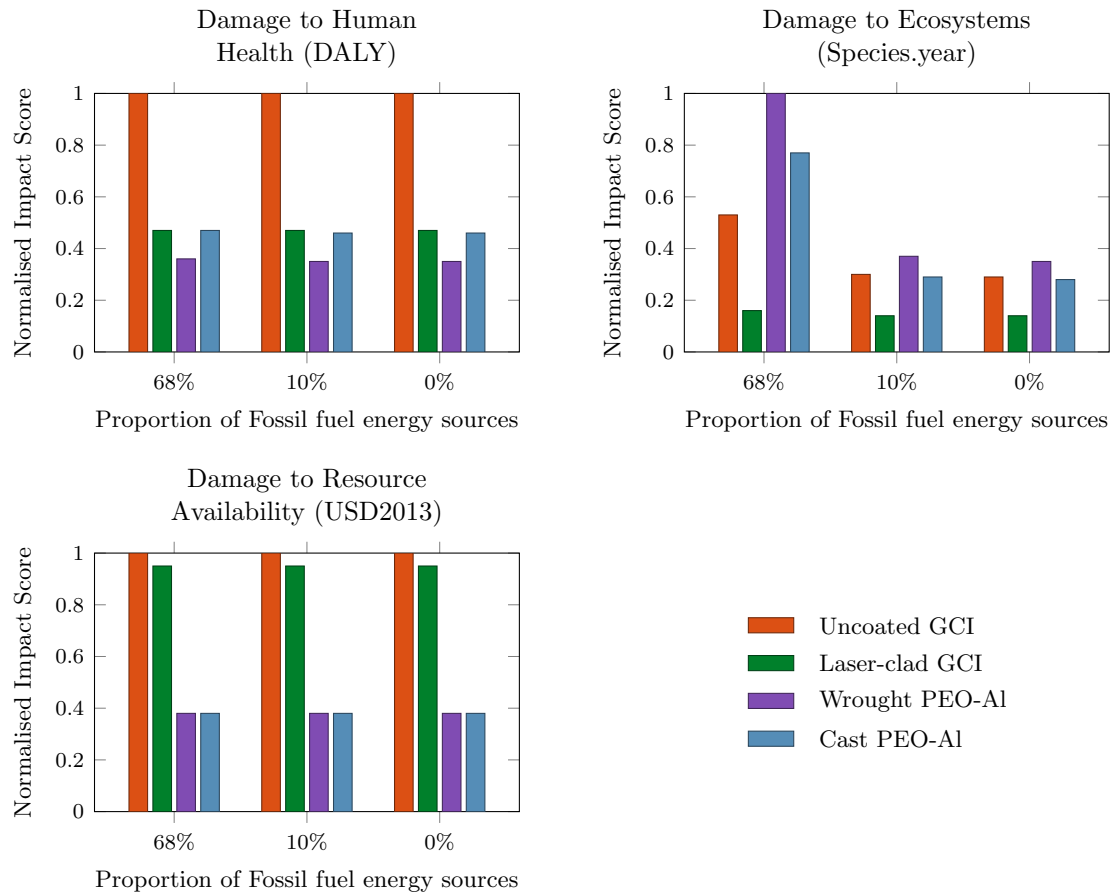 Damage to Human
Health (DALY)
Normalised Impact Score
1
0.8
0.6
0.4
0.2
0
68%
10%
0%
Proportion of Fossil fuel energy sources
Damage to Ecosystems
(Species.year)
Normalised Impact Score
1
0.8
0.6
0.4
0.2
0
68%
10%
0%
Proportion of Fossil fuel energy sources
Damage to Resource
Availability (USD2013)
Normalised Impact Score
1
0.8
0.6
0.4
0.2
0
68%
10%
0%
Proportion of Fossil fuel energy sources
Uncoated GCI
Laser-clad GCI
Wrought PEO-Al
Cast PEO-Al